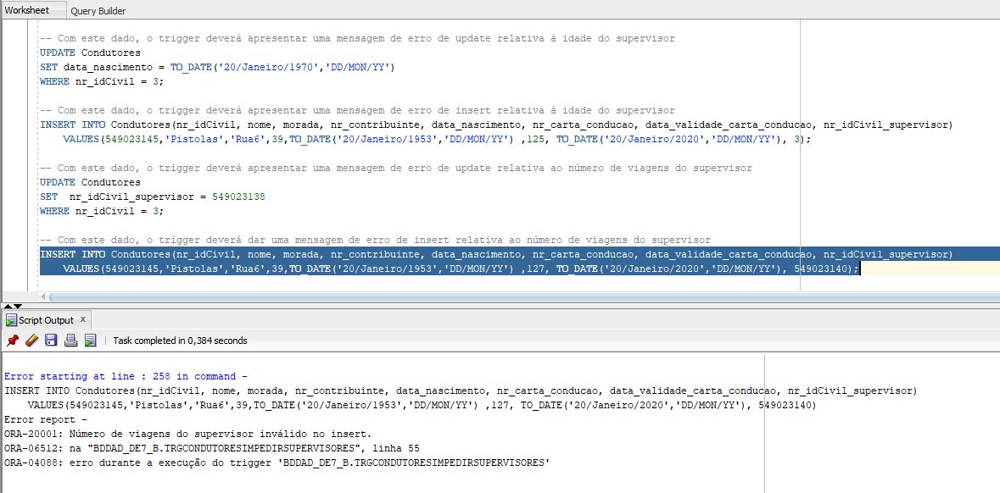 Worksheet Query Builder
-- Com este dado, o trigger deverá apresentar uma mensagem de erro de update relativa à idade do supervisor
UPDATE Condutores
SET data_nascimento = TO_DATE('20/Janeiro/1970','DD/MON/YY')
WHERE nr_idCivil = 3;
-- Com este dado, o trigger deverá apresentar uma mensagem de erro de insert relativa à idade do supervisor
INSERT INTO Condutores(nr_idCivil, nome, morada, nr_contribuinte, data_nascimento, nr_carta_conducao, data_validade_carta_conducao, nr_idCivil_supervisor)
VALUES(549023145,'Pistolas','Rua6',39,TO_DATE('20/Janeiro/1953','DD/MON/YY') ,125, TO_DATE('20/Janeiro/2020','DD/MON/YY'), 3);
-- Com este dado, o trigger deverá apresentar uma mensagem de erro de update relativa ao número de viagens do supervisor
UPDATE Condutores
SET  nr_idCivil_supervisor = 549023138
WHERE nr_idCivil = 3;
-- Com este dado, o trigger deverá dar uma mensagem de erro de insert relativa ao número de viagens do supervisor
INSERT INTO Condutores(nr_idCivil, nome, morada, nr_contribuinte, data_nascimento, nr_carta_conducao, data_validade_carta_conducao, nr_idCivil_supervisor)
VALUES(549023145,'Pistolas','Rua6',39,TO_DATE('20/Janeiro/1953','DD/MON/YY') ,127, TO_DATE('20/Janeiro/2020','DD/MON/YY'), 549023140);
Script Output x
Task completed in 0,384 seconds
Error starting at line : 258 in command -
INSERT INTO Condutores(nr_idCivil, nome, morada, nr_contribuinte, data_nascimento, nr_carta_conducao, data_validade_carta_conducao, nr_idCivil_supervisor)
VALUES(549023145,'Pistolas','Rua6',39,TO_DATE('20/Janeiro/1953','DD/MON/YY') ,127, TO_DATE('20/Janeiro/2020','DD/MON/YY'), 549023140)
Error report -
ORA-20001: Número de viagens do supervisor inválido no insert.
ORA-06512: na "BDDAD_DE7_B.TRGCONDUTORESIMPEDIRSUPERVISORES", linha 55
ORA-04088: erro durante a execução do trigger 'BDDAD_DE7_B.TRGCONDUTORESIMPEDIRSUPERVISORES'